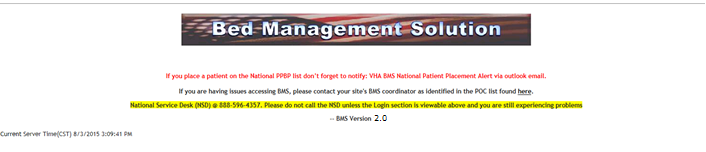 Bed Management Solution
If you place a patient on the National PPBP list don't forget to notify: VHA BMS National Patient Placement Alert via outlook email.
If you are having issues accessing BMS, please contact your site's BMS coordinator as identified in the POC list found here.
National Service Desk (NSD) @ 888-596-4357. Please do not call the NSD unless the Login section is viewable above and you are still experiencing problems
-- BMS Version 2.0
Current Server Time(CST) 8/3/2015 3:09:41 PM